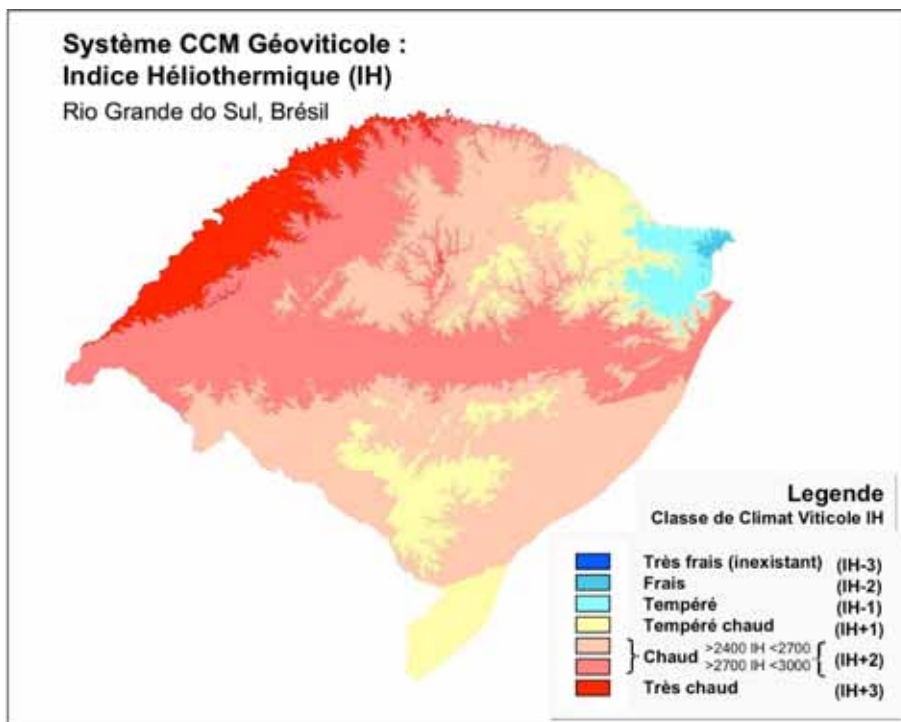 Système CCM Géoviticole :
Indice Héliothermique (IH)
Rio Grande do Sul, Brésil
Legende
Classe de Climat Viticole IH
Très frais (inexistant) (IH-3)
Frais (IH-2)
Tempéré (IH-1)
Tempéré chaud (IH+1)
Chaud >2400 IH <2700 (IH+2)
>2700 IH <3000
Très chaud (IH+3)